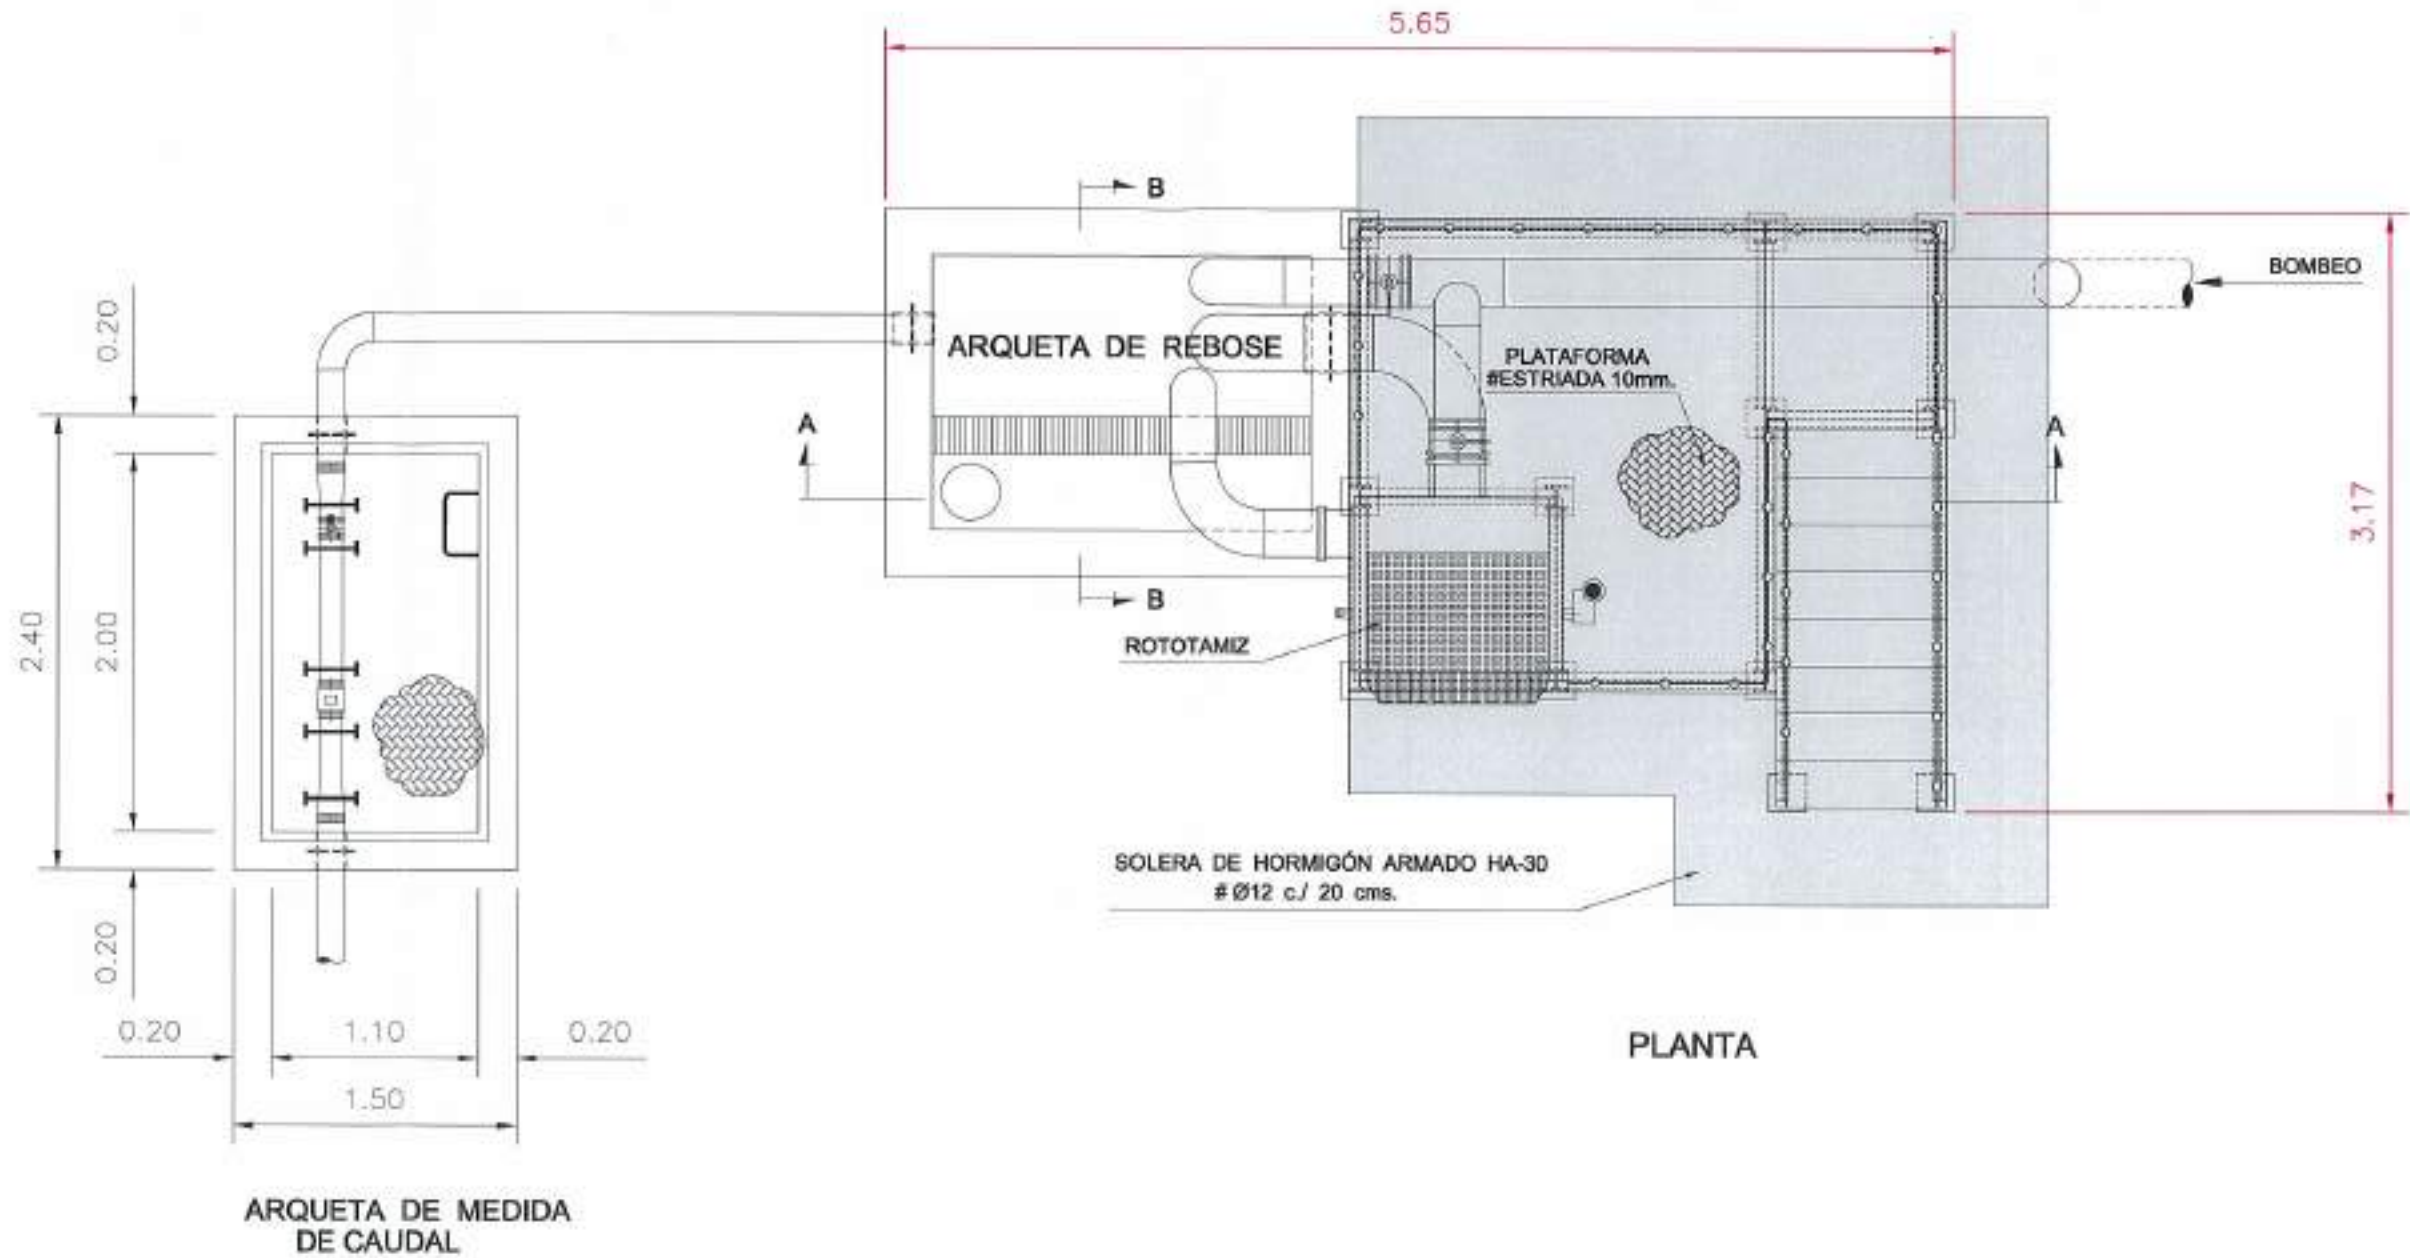 5.65
B
BOMBEO
0.20
ARQUETA DE REBOSE
PLATAFORMA
#ESTRIADA 10mm.
A
A
3.17
2.40
2.00
B
ROTOTAMIZ
SOLERA DE HORMIGÓN ARMADO HA-30
# Ø12 c./ 20 cms.
0.20
0.20
1.10
0.20
1.50
PLANTA
ARQUETA DE MEDIDA
DE CAUDAL